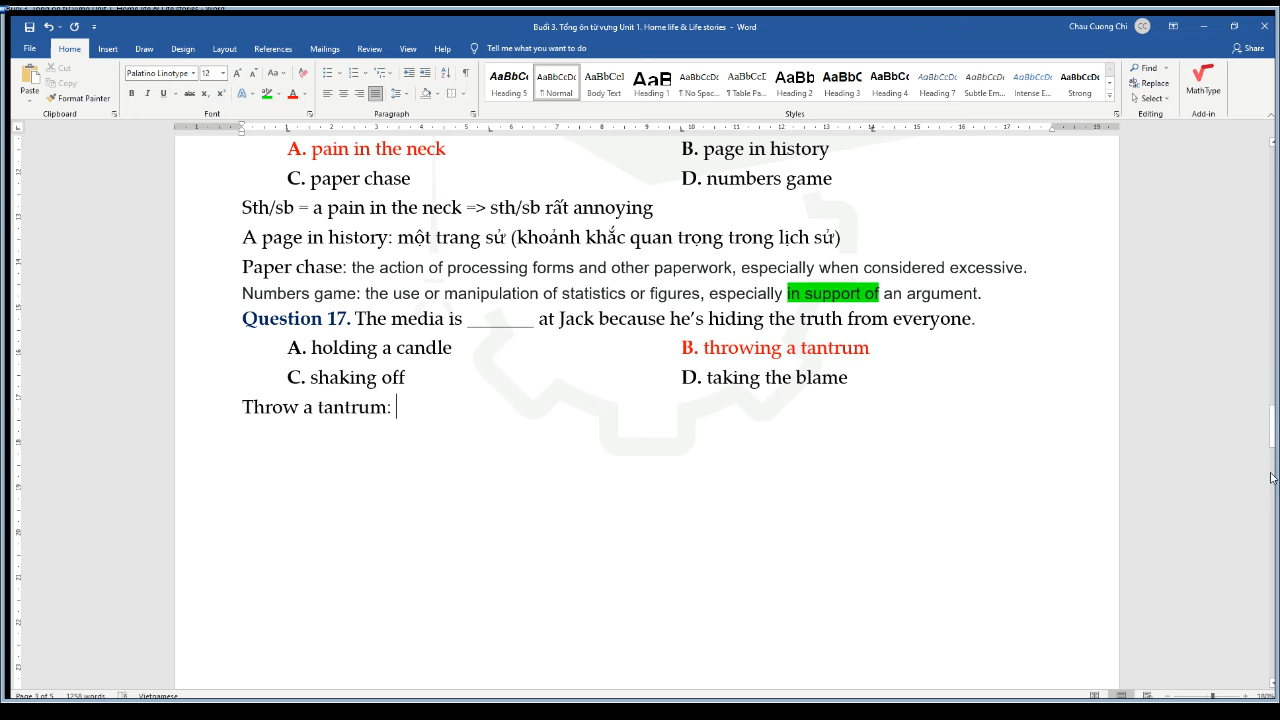 Buổi 3. Tổng ôn từ vưng Unit 1. Home life & Life stories - Word
Chau Cuong Chi CC
File Home Insert Draw Design Layout References Mailings Review View Help Tell me what you want to do Share
Paste Cut Copy Format Painter Clipboard
Palatino Linotype 12 Font
Paragraph
AaBbCc Heading 5
AaBbCcDc ¶ Normal
AaBbCcI Body Text
AaB Heading 1
AaBbCcDc ¶ No Spac...
AaBbCcD ¶ Table Pa...
AaBb Heading 2
AaBbC Heading 3
AaBbCc Heading 4
AaBbCcDc Heading 7
AaBbCcDc Subtle Em...
AaBbCcDt Intense E...
AaBbCcDc Strong
Styles
Find Replace Select Editing
MathType Add-in
A. pain in the neck B. page in history
C. paper chase D. numbers game
Sth/sb = a pain in the neck => sth/sb rất annoying
A page in history: một trang sử (khoảnh khắc quan trọng trong lịch sử)
Paper chase: the action of processing forms and other paperwork, especially when considered excessive.
Numbers game: the use or manipulation of statistics or figures, especially in support of an argument.
Question 17. The media is _______ at Jack because he's hiding the truth from everyone.
A. holding a candle B. throwing a tantrum
C. shaking off D. taking the blame
Throw a tantrum:
Page 3 of 5 1258 words Vietnamese 180%